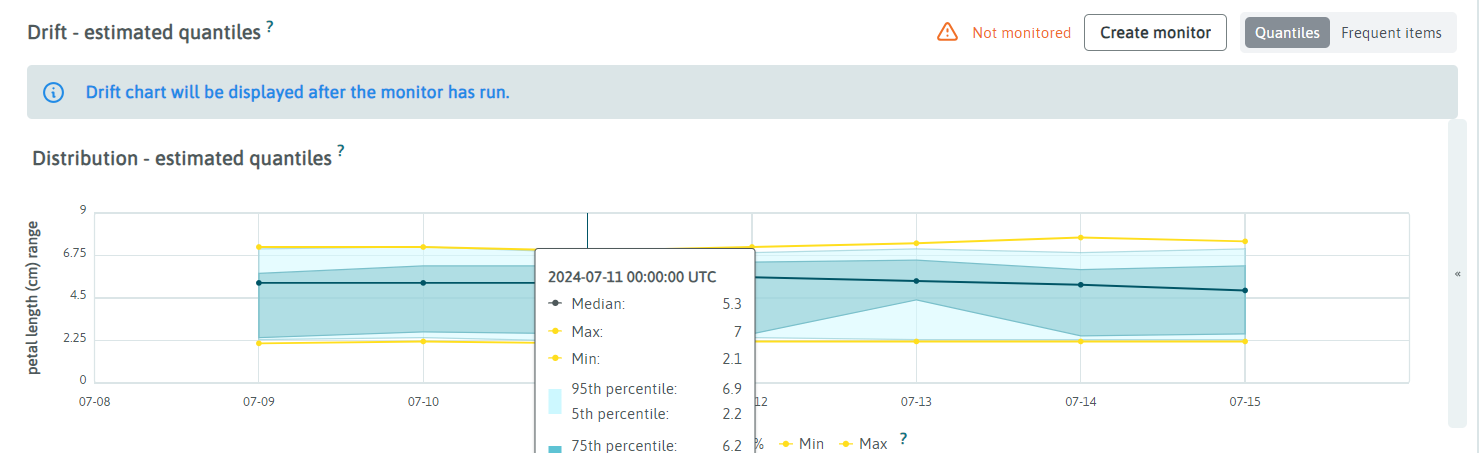 Drift - estimated quantiles ?
Not monitored
Create monitor
Quantiles
Frequent items
Drift chart will be displayed after the monitor has run.
Distribution - estimated quantiles ?
petal length (cm) range
9
6.75
4.5
2.25
0
07-08
07-09
07-10
12
07-13
07-14
07-15
2024-07-11 00:00:00 UTC
Median: 5.3
Max: 7
Min: 2.1
95th percentile: 6.9
5th percentile: 2.2
75th percentile: 6.2
% Min Max ?
«